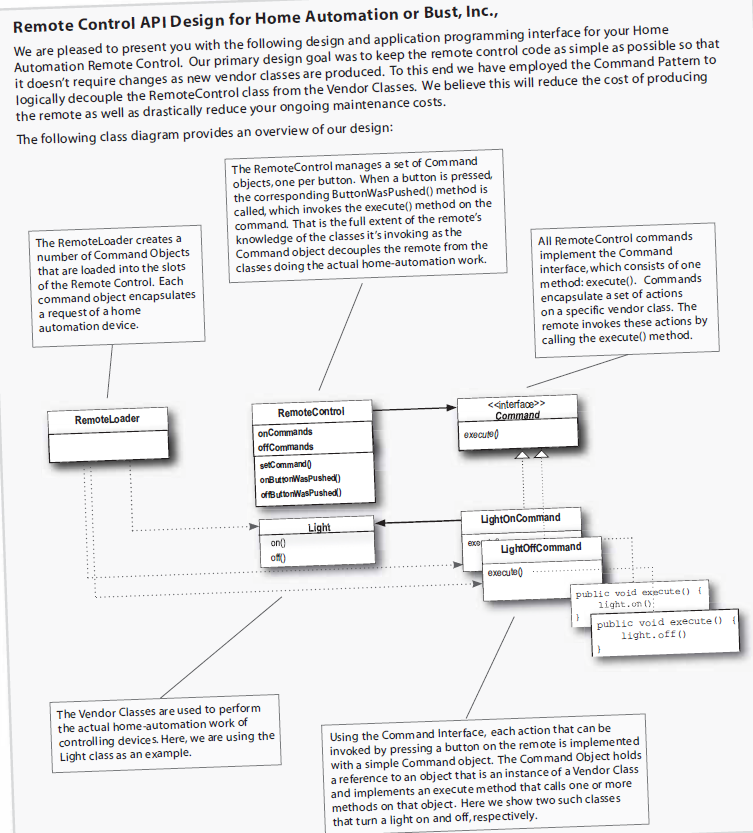 Remote Control API Design for Home Automation or Bust, Inc.,
We are pleased to present you with the following design and application programming interface for your Home
Automation Remote Control. Our primary design goal was to keep the remote control code as simple as possible so that
it doesn't require changes as new vendor classes are produced. To this end we have employed the Command Pattern to
logically decouple the RemoteControl class from the Vendor Classes. We believe this will reduce the cost of producing
the remote as well as drastically reduce your ongoing maintenance costs.
The following class diagram provides an overview of our design:
The RemoteControl manages a set of Command
objects, one per button. When a button is pressed,
the corresponding ButtonWasPushed() method is
called, which invokes the execute() method on the
command. That is the full extent of the remote's
knowledge of the classes it's invoking as the
Command object decouples the remote from the
classes doing the actual home-automation work.
The RemoteLoader creates a
number of Command Objects
that are loaded into the slots
of the Remote Control. Each
command object encapsulates
a request of a home
automation device.
All RemoteControl commands
implement the Command
interface, which consists of one
method: execute(). Commands
encapsulate a set of actions
on a specific vendor class. The
remote invokes these actions by
calling the execute() method.
RemoteLoader
RemoteControl
onCommands
offCommands
setCommand()
onButtonWasPushed()
offButtonWasPushed()
<<interface>>
Command
execute()
Light
on()
off()
LightOnCommand
LightOffCommand
execute()
public void execute() {
light.on();
}
public void execute() {
light.off()
}
The Vendor Classes are used to perform
the actual home-automation work of
controlling devices. Here, we are using the
Light class as an example.
Using the Command Interface, each action that can be
invoked by pressing a button on the remote is implemented
with a simple Command object. The Command Object holds
a reference to an object that is an instance of a Vendor Class
and implements an execute method that calls one or more
methods on that object. Here we show two such classes
that turn a light on and off, respectively.